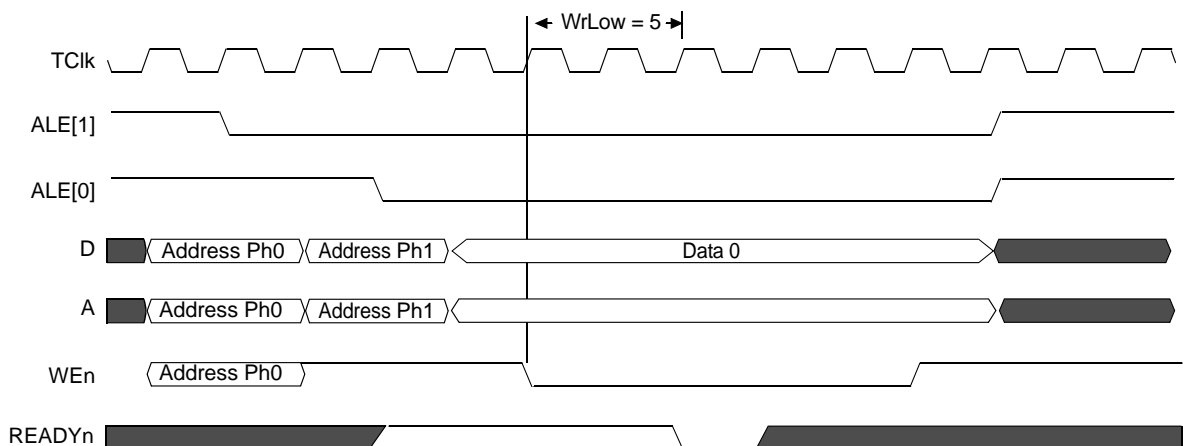 WrLow = 5
TClk
ALE[1]
ALE[0]
D Address Ph0 Address Ph1 Data 0
A Address Ph0 Address Ph1
WEn Address Ph0
READYn